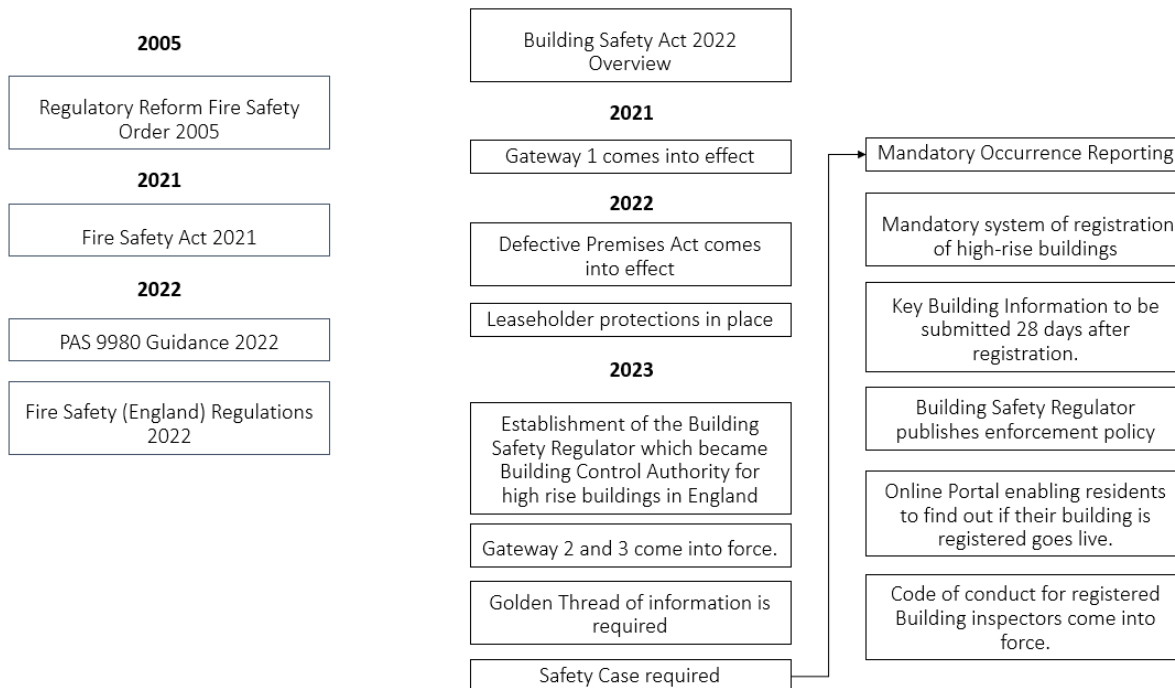 2005
Regulatory Reform Fire Safety
Order 2005
2021
Fire Safety Act 2021
2022
PAS 9980 Guidance 2022
Fire Safety (England) Regulations
2022
Building Safety Act 2022
Overview
2021
Gateway 1 comes into effect
2022
Defective Premises Act comes
into effect
Leaseholder protections in place
2023
Establishment of the Building
Safety Regulator which became
Building Control Authority for
high rise buildings in England
Gateway 2 and 3 come into force.
Golden Thread of information is
required
Safety Case required
Mandatory Occurrence Reporting
Mandatory system of registration
of high-rise buildings
Key Building Information to be
submitted 28 days after
registration.
Building Safety Regulator
publishes enforcement policy
Online Portal enabling residents
to find out if their building is
registered goes live.
Code of conduct for registered
Building inspectors come into
force.